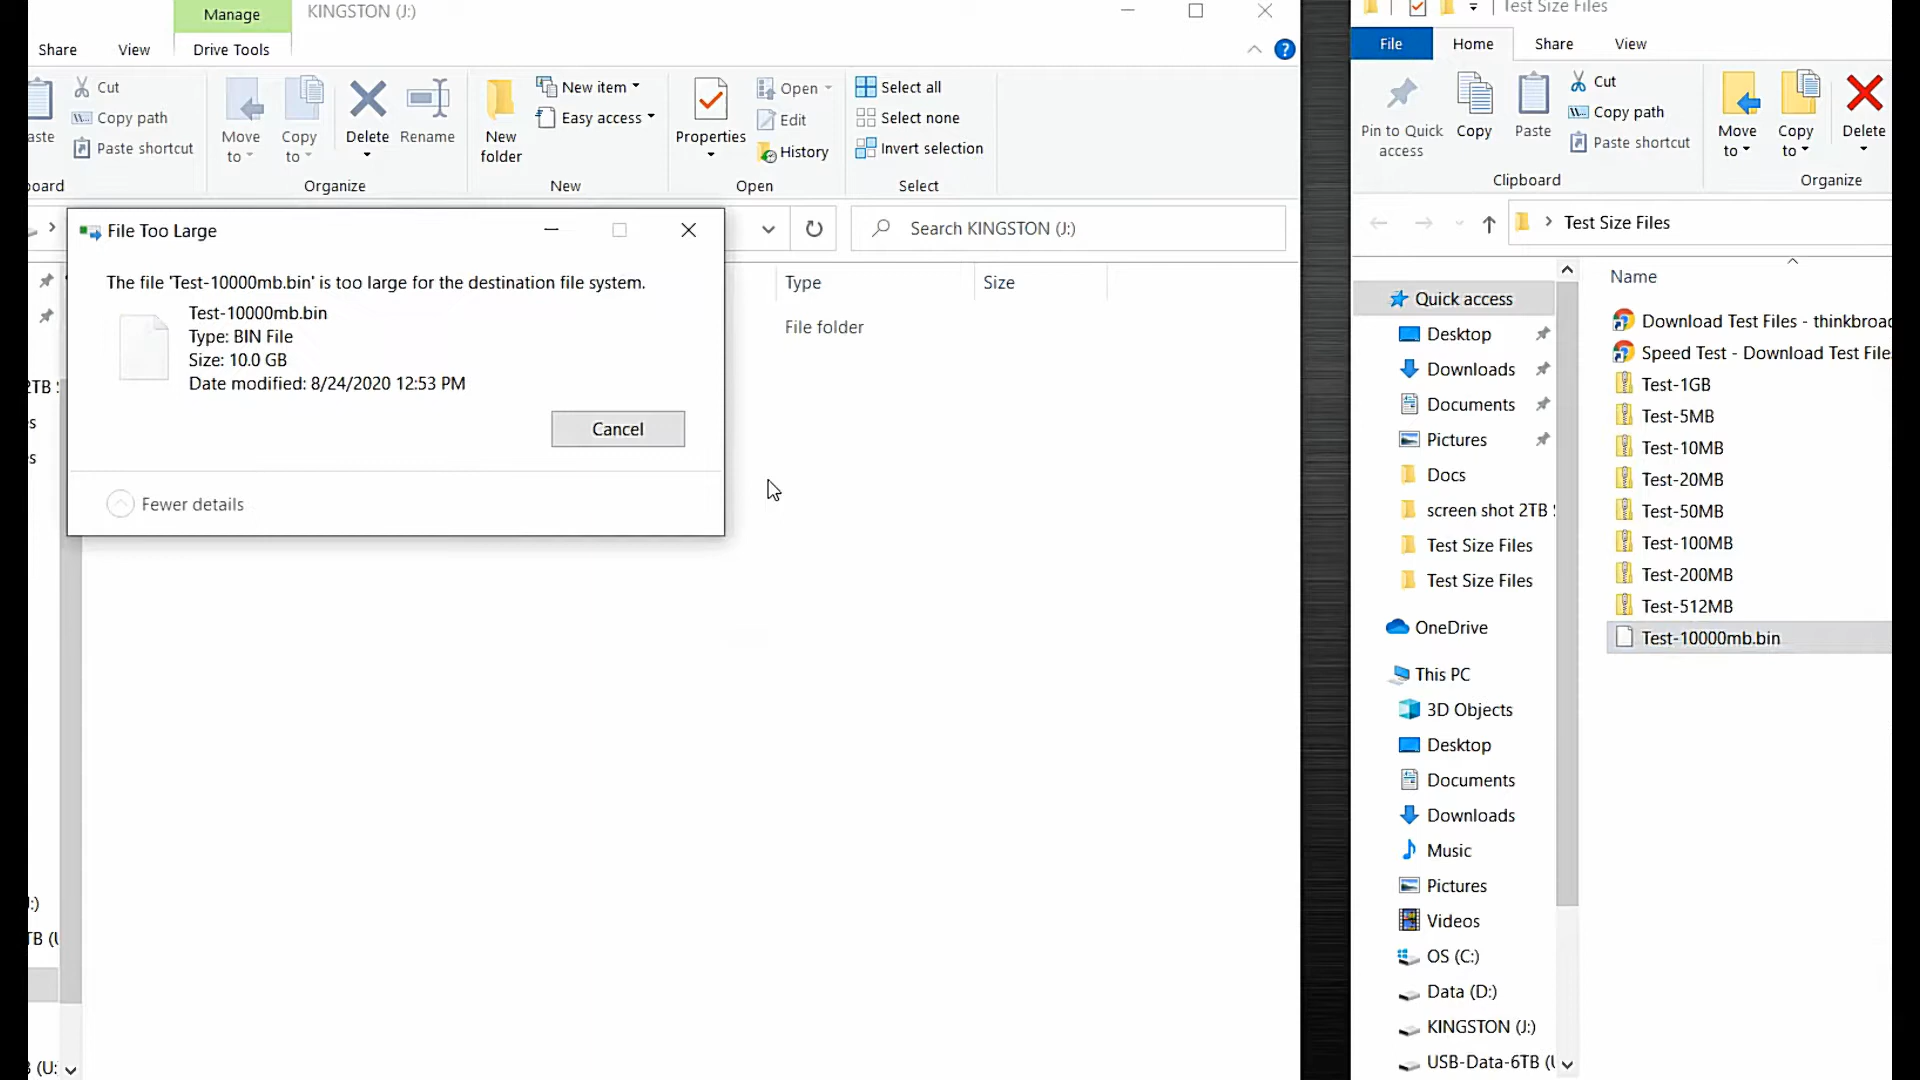 Manage
KINGSTON (J:)
Share
View
Drive Tools
Cut
Copy path
Paste shortcut
Move to
Copy to
Delete
Rename
New folder
New item
Easy access
Properties
Open
Edit
History
Select all
Select none
Invert selection
Organize
New
Open
Select
Search KINGSTON (J:)
File Too Large
The file 'Test-10000mb.bin' is too large for the destination file system.
Test-10000mb.bin
Type: BIN File
Size: 10.0 GB
Date modified: 8/24/2020 12:53 PM
Cancel
Fewer details
Type
Size
File folder
Test Size Files
File
Home
Share
View
Pin to Quick access
Copy
Paste
Cut
Copy path
Paste shortcut
Move to
Copy to
Delete
Clipboard
Organize
Test Size Files
Quick access
Desktop
Downloads
Documents
Pictures
Docs
screen shot 2TB
Test Size Files
Test Size Files
OneDrive
This PC
3D Objects
Desktop
Documents
Downloads
Music
Pictures
Videos
OS (C:)
Data (D:)
KINGSTON (J:)
USB-Data-6TB (U
Name
Download Test Files - thinkbroad
Speed Test - Download Test Files
Test-1GB
Test-5MB
Test-10MB
Test-20MB
Test-50MB
Test-100MB
Test-200MB
Test-512MB
Test-10000mb.bin